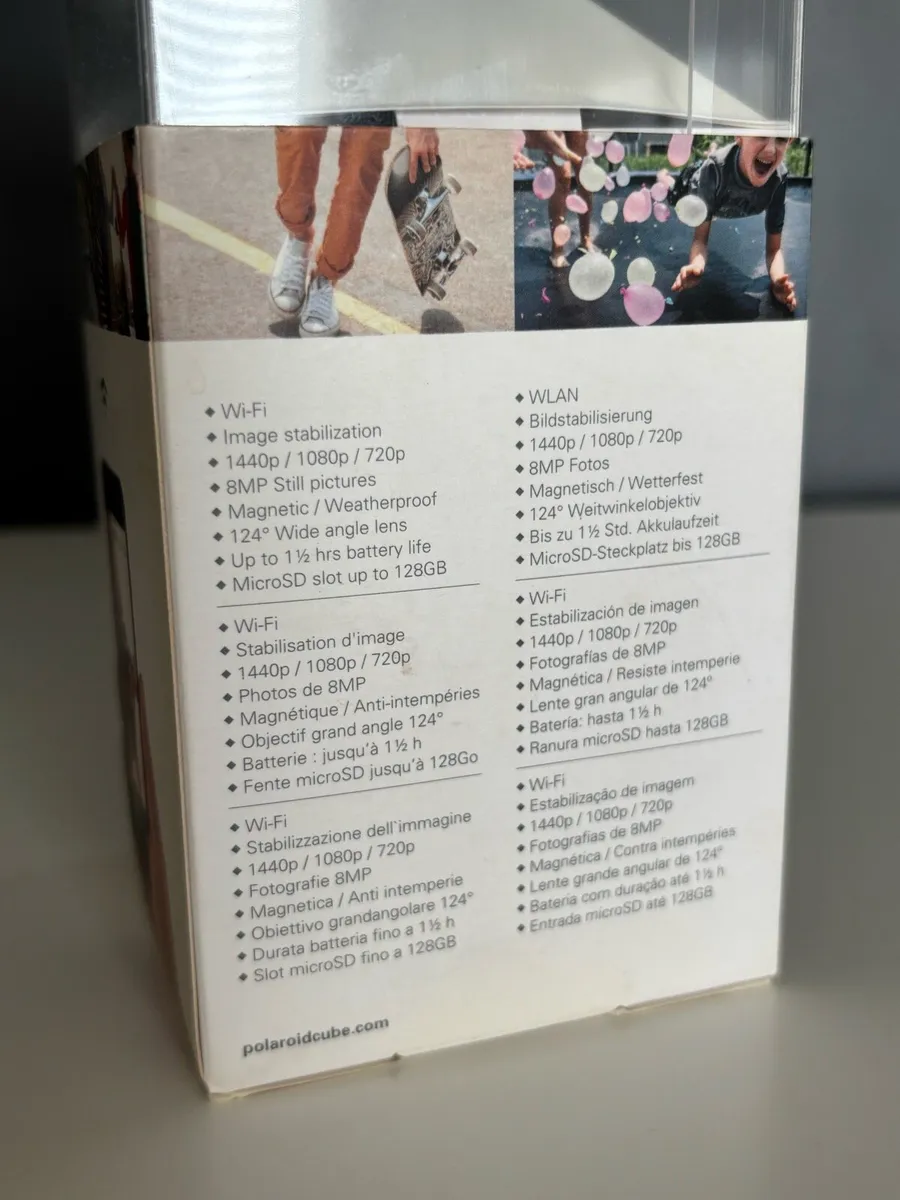 ◆ Wi-Fi
◆ Image stabilization
◆ 1440p / 1080p / 720p
◆ 8MP Still pictures
◆ Magnetic / Weatherproof
◆ 124° Wide angle lens
◆ Up to 1½ hrs battery life
◆ MicroSD slot up to 128GB
◆ Wi-Fi
◆ Stabilisation d'image
◆ 1440p / 1080p / 720p
◆ Photos de 8MP
◆ Magnétique / Anti-intempéries
◆ Objectif grand angle 124°
◆ Batterie : jusqu'à 1½ h
◆ Fente microSD jusqu'à 128Go
◆ Wi-Fi
◆ Stabilizzazione dell`immagine
◆ 1440p / 1080p / 720p
◆ Fotografie 8MP
◆ Magnetica / Anti intemperie
◆ Obiettivo grandangolare 124°
◆ Durata batteria fino a 1½ h
◆ Slot microSD fino a 128GB
◆ WLAN
◆ Bildstabilisierung
◆ 1440p / 1080p / 720p
◆ 8MP Fotos
◆ Magnetisch / Wetterfest
◆ 124° Weitwinkelobjektiv
◆ Bis zu 1½ Std. Akkulaufzeit
◆ MicroSD-Steckplatz bis 128GB
◆ Wi-Fi
◆ Estabilización de imagen
◆ 1440p / 1080p / 720p
◆ Fotografías de 8MP
◆ Magnética / Resiste intemperie
◆ Lente gran angular de 124°
◆ Batería: hasta 1½ h
◆ Ranura microSD hasta 128GB
◆ Wi-Fi
◆ Estabilização de imagem
◆ 1440p / 1080p / 720p
◆ Fotografias de 8MP
◆ Magnética / Contra intempéries
◆ Lente grande angular de 124°
◆ Bateria com duração até 1½ h
◆ Entrada microSD até 128GB
polaroidcube.com